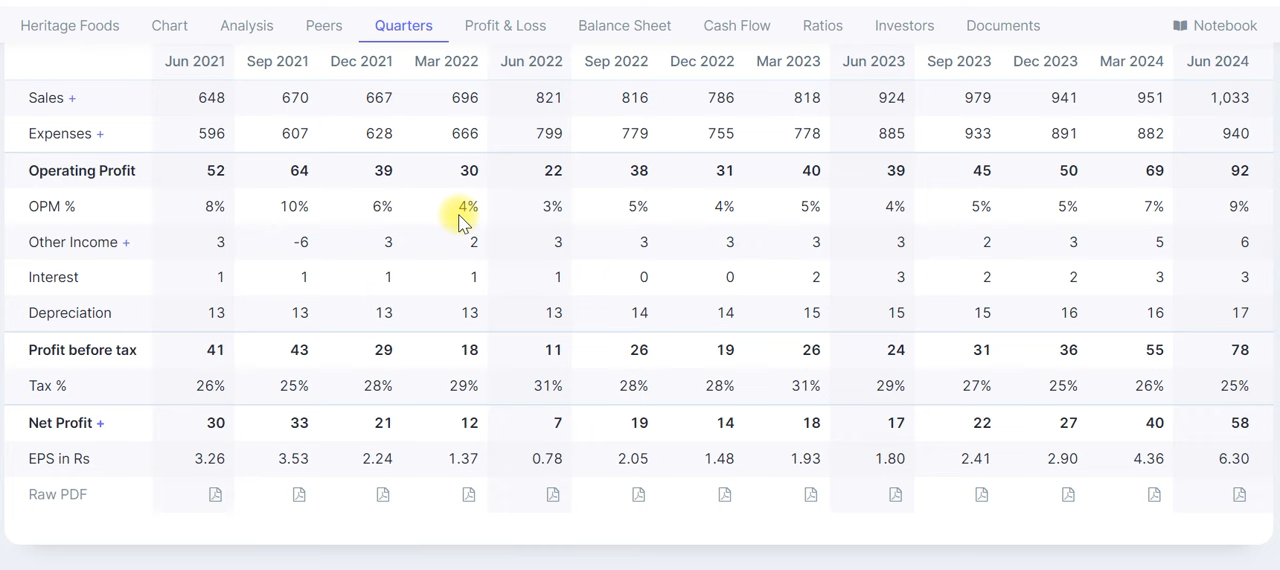 Heritage Foods Chart Analysis Peers Quarters Profit & Loss Balance Sheet Cash Flow Ratios Investors Documents Notebook
Jun 2021 Sep 2021 Dec 2021 Mar 2022 Jun 2022 Sep 2022 Dec 2022 Mar 2023 Jun 2023 Sep 2023 Dec 2023 Mar 2024 Jun 2024
Sales + 648 670 667 696 821 816 786 818 924 979 941 951 1,033
Expenses + 596 607 628 666 799 779 755 778 885 933 891 882 940
Operating Profit 52 64 39 30 22 38 31 40 39 45 50 69 92
OPM % 8% 10% 6% 4% 3% 5% 4% 5% 4% 5% 5% 7% 9%
Other Income + 3 -6 3 2 3 3 3 3 3 2 3 5 6
Interest 1 1 1 1 1 0 0 2 3 2 2 3 3
Depreciation 13 13 13 13 13 14 14 15 15 15 16 16 17
Profit before tax 41 43 29 18 11 26 19 26 24 31 36 55 78
Tax % 26% 25% 28% 29% 31% 28% 28% 31% 29% 27% 25% 26% 25%
Net Profit + 30 33 21 12 7 19 14 18 17 22 27 40 58
EPS in Rs 3.26 3.53 2.24 1.37 0.78 2.05 1.48 1.93 1.80 2.41 2.90 4.36 6.30
Raw PDF